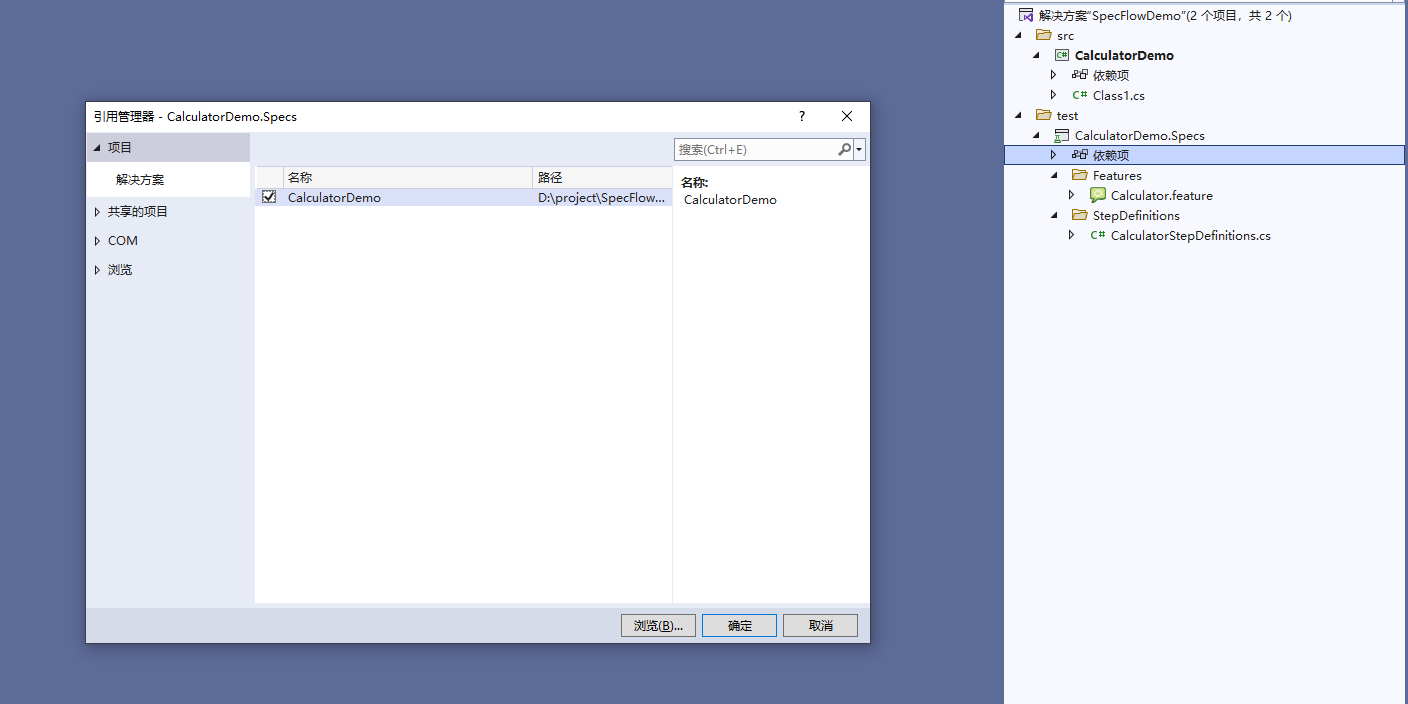 引用管理器 - CalculatorDemo.Specs
?
项目
解决方案
共享的项目
COM
浏览
搜索(Ctrl+E)
名称 路径
CalculatorDemo D:\project\SpecFlow...
名称:
CalculatorDemo
浏览(B)... 确定 取消
解决方案"SpecFlowDemo"(2 个项目，共 2 个)
src
C# CalculatorDemo
依赖项
C# Class1.cs
test
CalculatorDemo.Specs
依赖项
Features
Calculator.feature
StepDefinitions
C# CalculatorStepDefinitions.cs